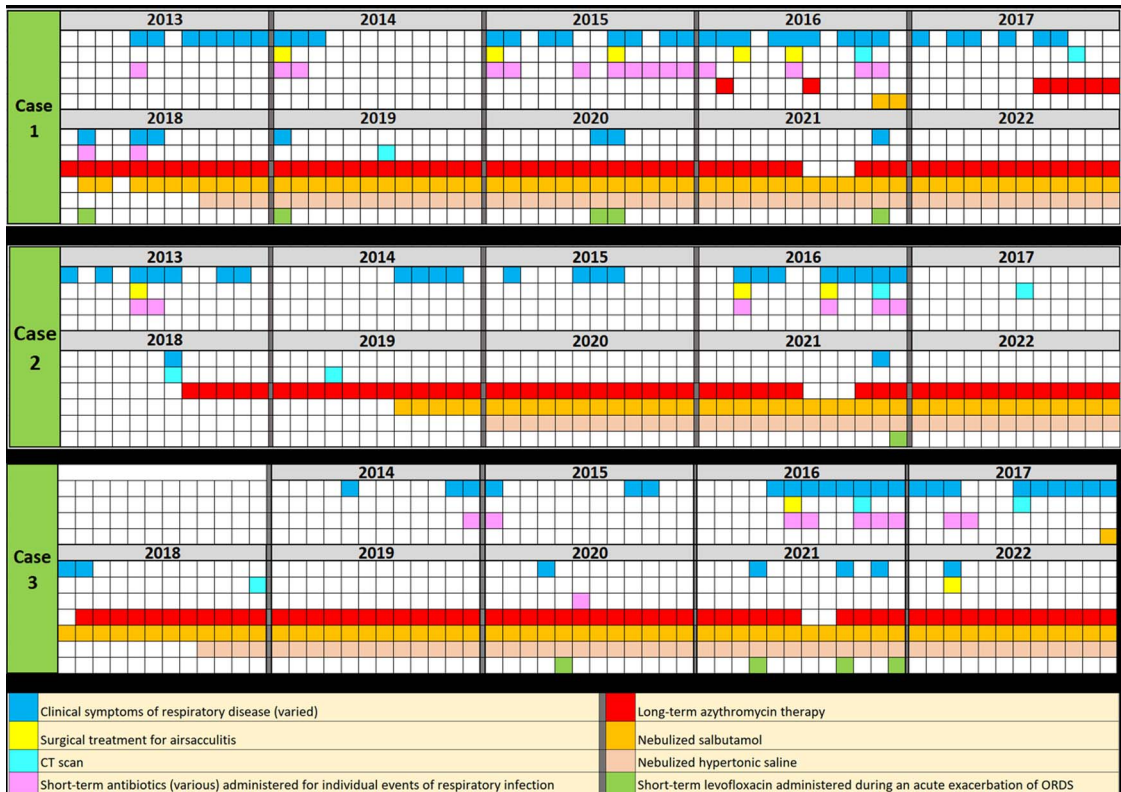 2013 2014 2015 2016 2017
Case
1
2018 2019 2020 2021 2022
2013 2014 2015 2016 2017
Case
2
2018 2019 2020 2021 2022
2014 2015 2016 2017
Case
3
2018 2019 2020 2021 2022
Clinical symptoms of respiratory disease (varied) Long-term azythromycin therapy
Surgical treatment for airsacculitis Nebulized salbutamol
CT scan Nebulized hypertonic saline
Short-term antibiotics (various) administered for individual events of respiratory infection Short-term levofloxacin administered during an acute exacerbation of ORDS